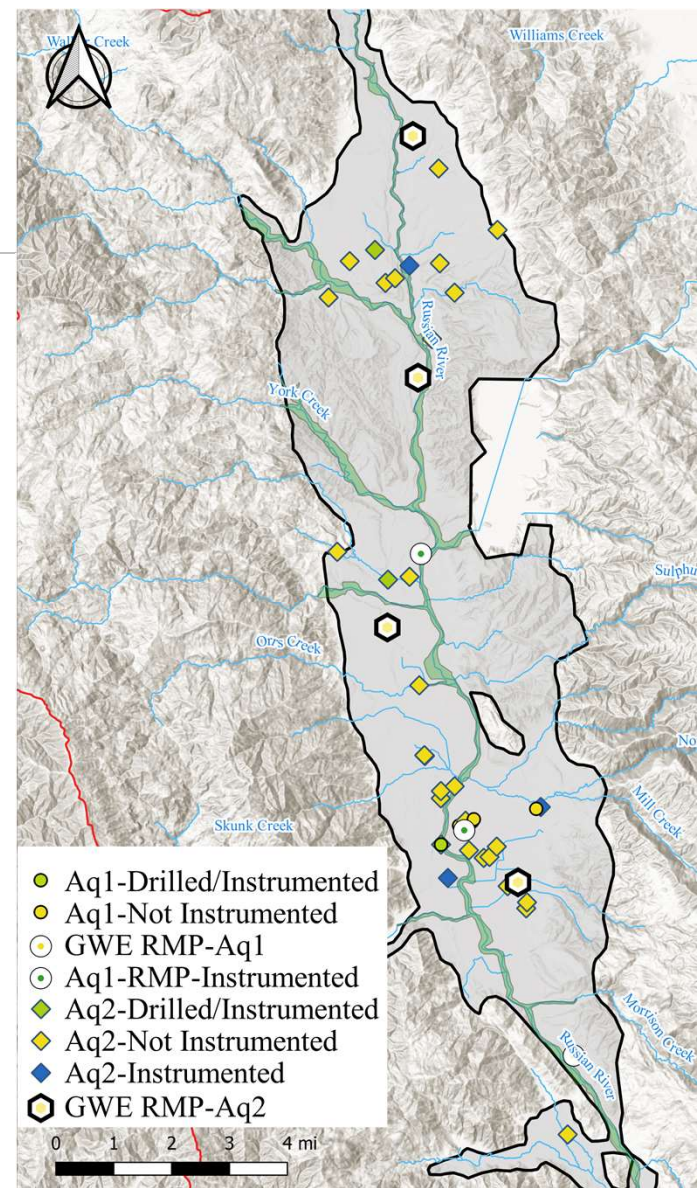 Williams Creek
Russian River
York Creek
Orrs Creek
Skunk Creek
Mill Creek
Morrison Creek
Russian River
Aq1-Drilled/Instrumented
Aq1-Not Instrumented
GWE RMP-Aq1
Aq1-RMP-Instrumented
Aq2-Drilled/Instrumented
Aq2-Not Instrumented
Aq2-Instrumented
GWE RMP-Aq2
0 1 2 3 4 mi